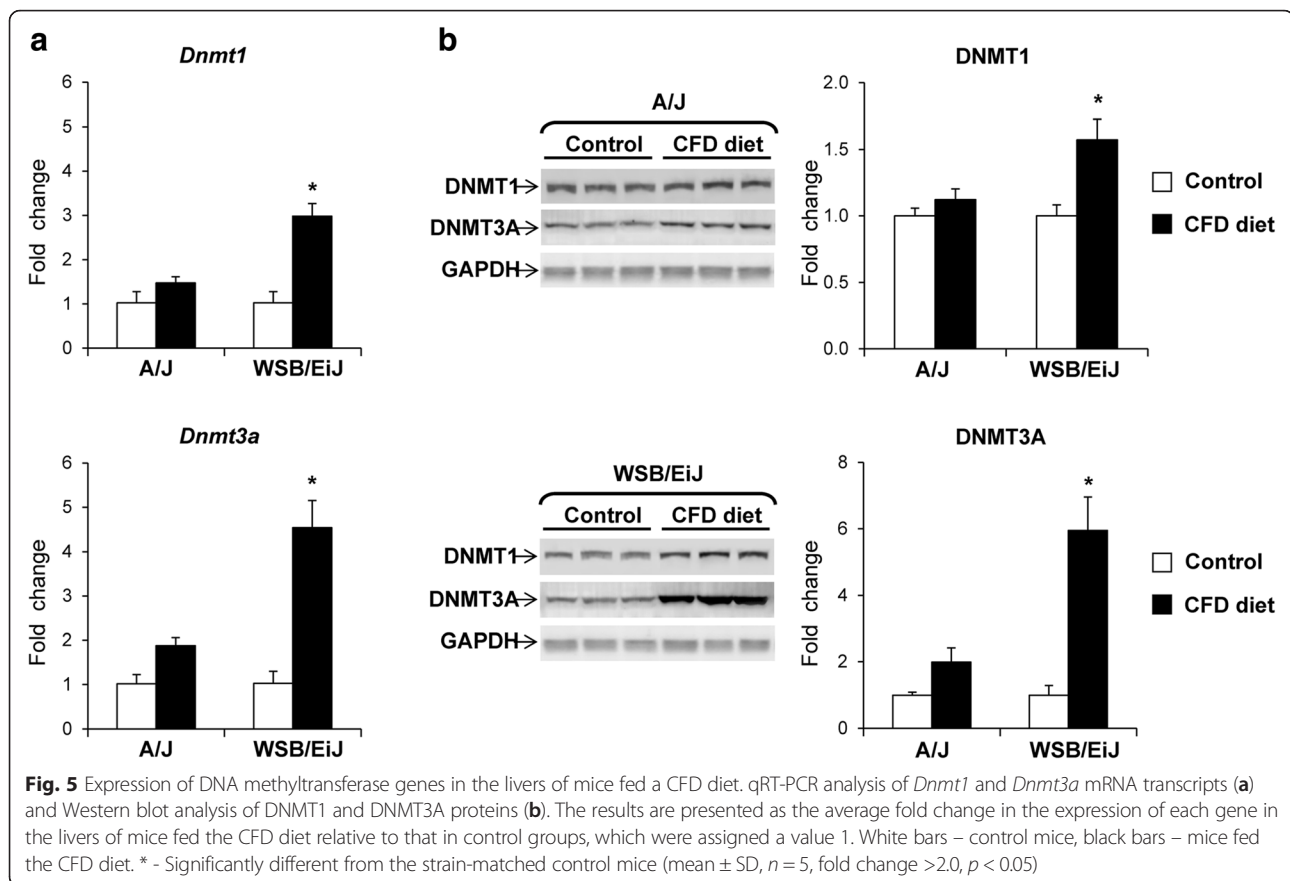 a
Dnmt1
Fold change
6
5
4
3
2
1
0
*
A/J
WSB/EiJ
Dnmt3a
Fold change
6
5
4
3
2
1
0
*
A/J
WSB/EiJ
b
A/J
Control CFD diet
DNMT1→
DNMT3A→
GAPDH→
DNMT1
Fold change
2.0
1.5
1.0
0.5
0.0
*
A/J
WSB/EiJ
Control
CFD diet
WSB/EiJ
Control CFD diet
DNMT1→
DNMT3A→
GAPDH→
DNMT3A
Fold change
8
6
4
2
0
*
A/J
WSB/EiJ
Control
CFD diet
Fig. 5 Expression of DNA methyltransferase genes in the livers of mice fed a CFD diet. qRT-PCR analysis of Dnmt1 and Dnmt3a mRNA transcripts (a)
and Western blot analysis of DNMT1 and DNMT3A proteins (b). The results are presented as the average fold change in the expression of each gene in
the livers of mice fed the CFD diet relative to that in control groups, which were assigned a value 1. White bars – control mice, black bars – mice fed
the CFD diet. * - Significantly different from the strain-matched control mice (mean ± SD, n = 5, fold change >2.0, p < 0.05)